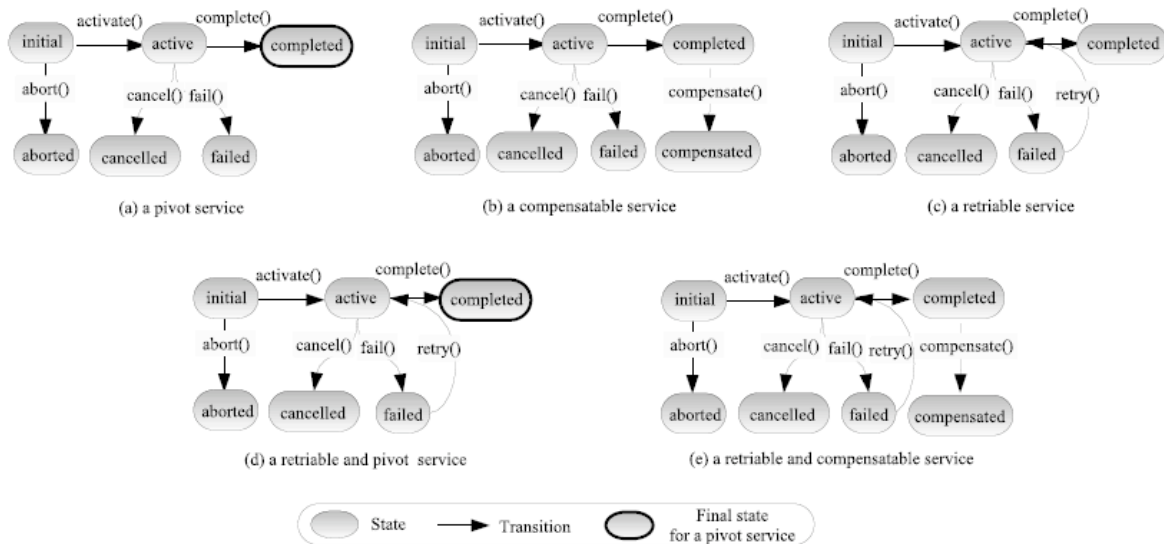 activate()
complete()
initial
active
completed
abort()
cancel()
fail()
aborted
cancelled
failed
(a) a pivot service
activate()
complete()
initial
active
completed
abort()
cancel()
fail()
compensate()
aborted
cancelled
failed
compensated
(b) a compensatable service
activate()
complete()
initial
active
completed
abort()
cancel()
fail()
retry()
aborted
cancelled
failed
(c) a retriable service
activate()
complete()
initial
active
completed
abort()
cancel()
fail()
retry()
aborted
cancelled
failed
(d) a retriable and pivot service
activate()
complete()
initial
active
completed
abort()
cancel()
fail()
retry()
compensate()
aborted
cancelled
failed
compensated
(e) a retriable and compensatable service
State
Transition
Final state
for a pivot service